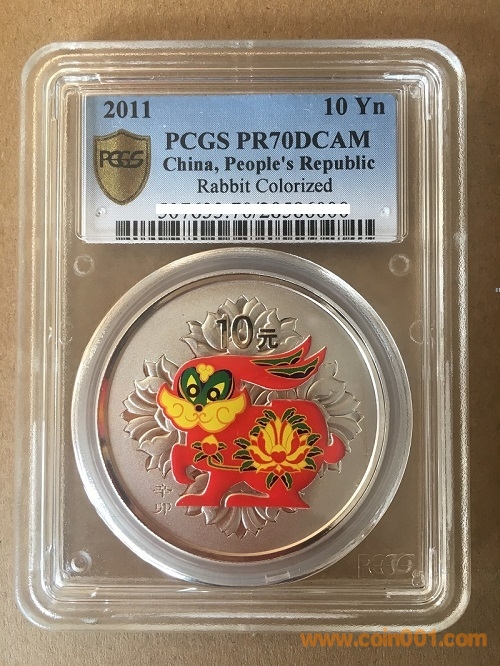 2011 10 Yn
PCGS PCGS PR70DCAM
China, People's Republic
Rabbit Colorized
10元
辛
卯
PCGS
www.coin001.com